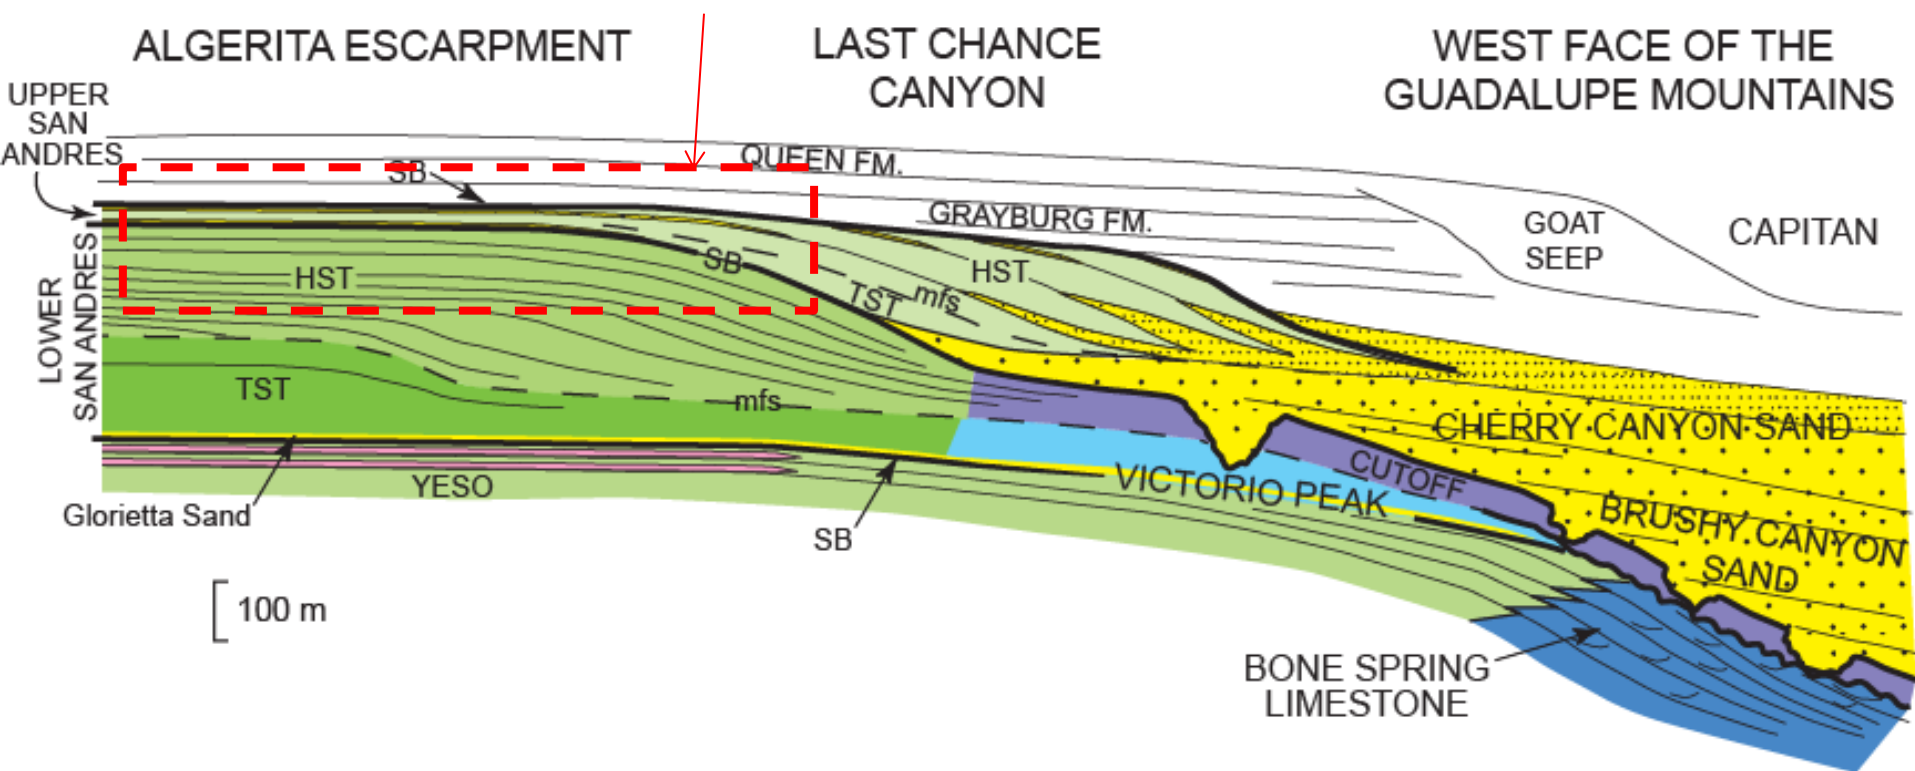 ALGERITA ESCARPMENT
LAST CHANCE
CANYON
WEST FACE OF THE
GUADALUPE MOUNTAINS
UPPER
SAN
ANDRES
SB
QUEEN FM.
GRAYBURG FM.
GOAT
SEEP
CAPITAN
LOWER
SAN ANDRES
HST
SB
TST
mfs
HST
TST
mfs
CHERRY CANYON SAND
CUTOFF
VICTORIO PEAK
BRUSHY CANYON
SAND
YESO
Glorietta Sand
SB
100 m
BONE SPRING
LIMESTONE